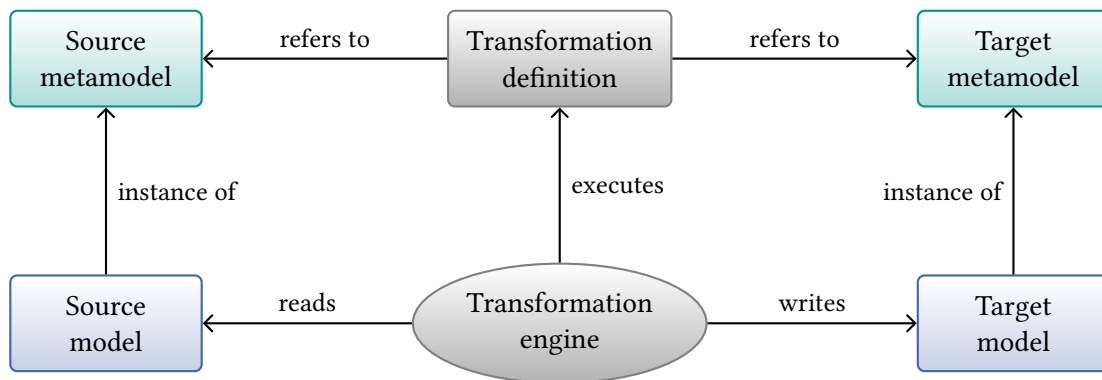 Source
metamodel
refers to
Transformation
definition
refers to
Target
metamodel
instance of
executes
instance of
Source
model
reads
Transformation
engine
writes
Target
model